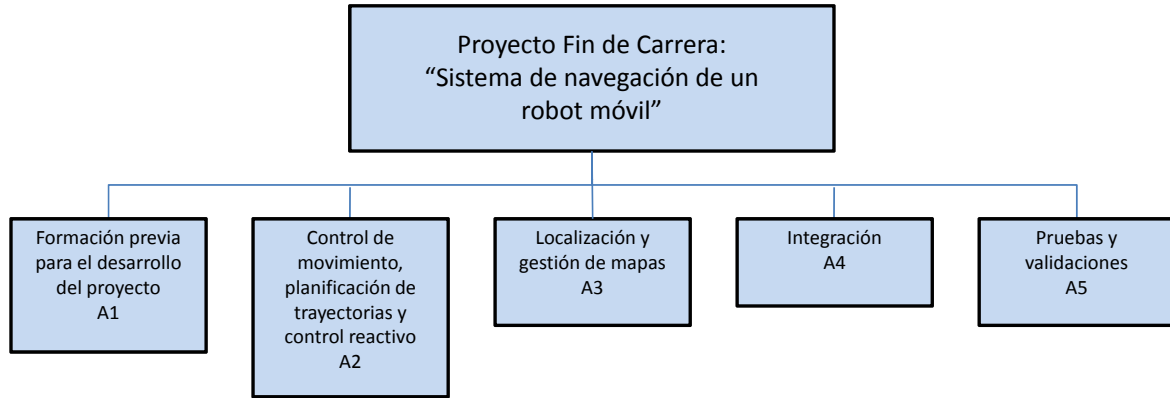 Proyecto Fin de Carrera:
“Sistema de navegación de un
robot móvil”
Formación previa
para el desarrollo
del proyecto
A1
Control de
movimiento,
planificación de
trayectorias y
control reactivo
A2
Localización y
gestión de mapas
A3
Integración
A4
Pruebas y
validaciones
A5